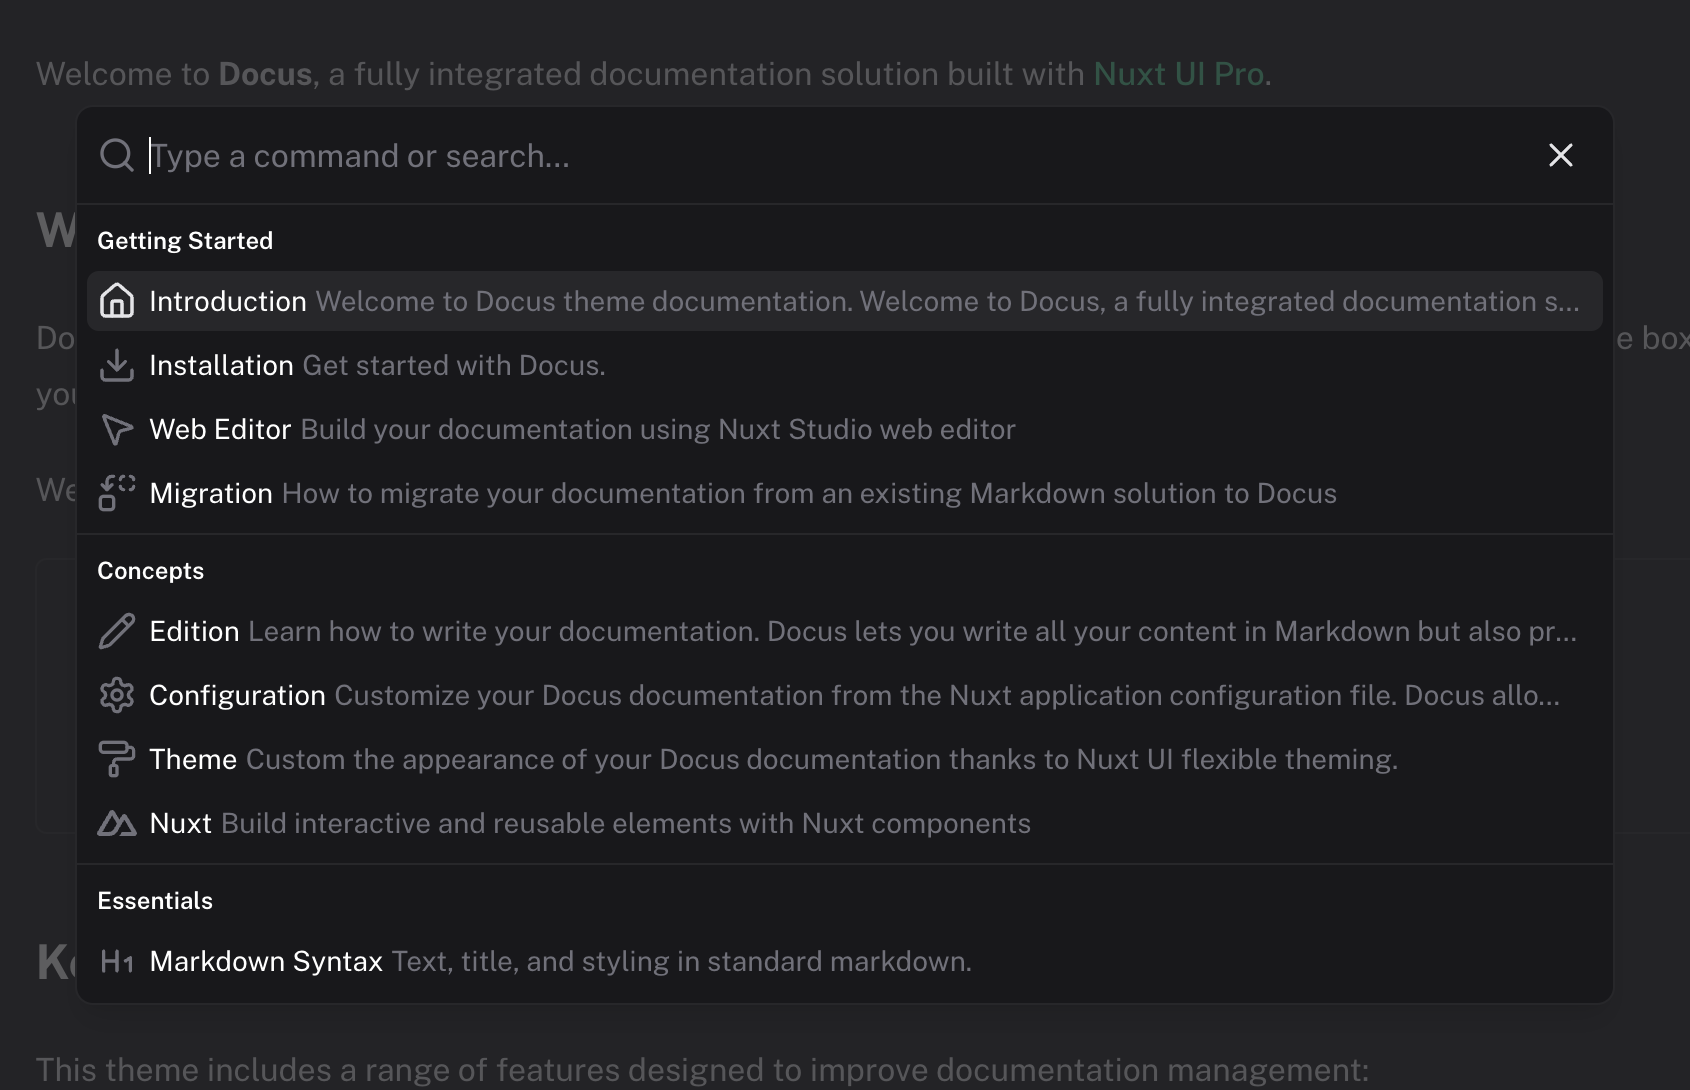 Welcome to Docus, a fully integrated documentation solution built with Nuxt UI Pro.
Type a command or search...
Getting Started
Introduction Welcome to Docus theme documentation. Welcome to Docus, a fully integrated documentation s...
e box
Installation Get started with Docus.
Web Editor Build your documentation using Nuxt Studio web editor
Migration How to migrate your documentation from an existing Markdown solution to Docus
Concepts
Edition Learn how to write your documentation. Docus lets you write all your content in Markdown but also pr...
Configuration Customize your Docus documentation from the Nuxt application configuration file. Docus allo...
Theme Custom the appearance of your Docus documentation thanks to Nuxt UI flexible theming.
Nuxt Build interactive and reusable elements with Nuxt components
Essentials
H1 Markdown Syntax Text, title, and styling in standard markdown.
This theme includes a range of features designed to improve documentation management: